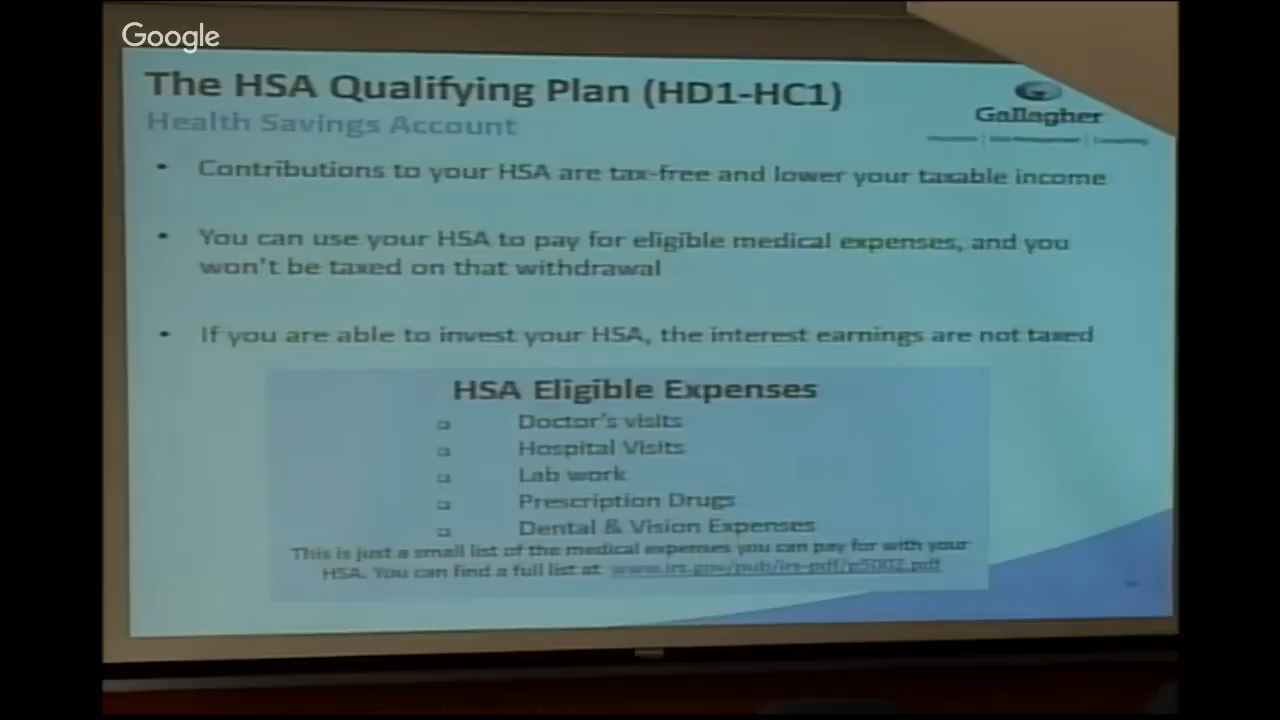 Google
The HSA Qualifying Plan (HD1-HC1)
Gallagher
Health Savings Account
Insurance | Risk Management | Consulting
• Contributions to your HSA are tax-free and lower your taxable income
• You can use your HSA to pay for eligible medical expenses, and you
won't be taxed on that withdrawal
• If you are able to invest your HSA, the interest earnings are not taxed
HSA Eligible Expenses
❑ Doctor's visits
❑ Hospital Visits
❑ Lab work
❑ Prescription Drugs
❑ Dental & Vision Expenses
This is just a small list of the medical expenses you can pay for with your
HSA. You can find a full list at